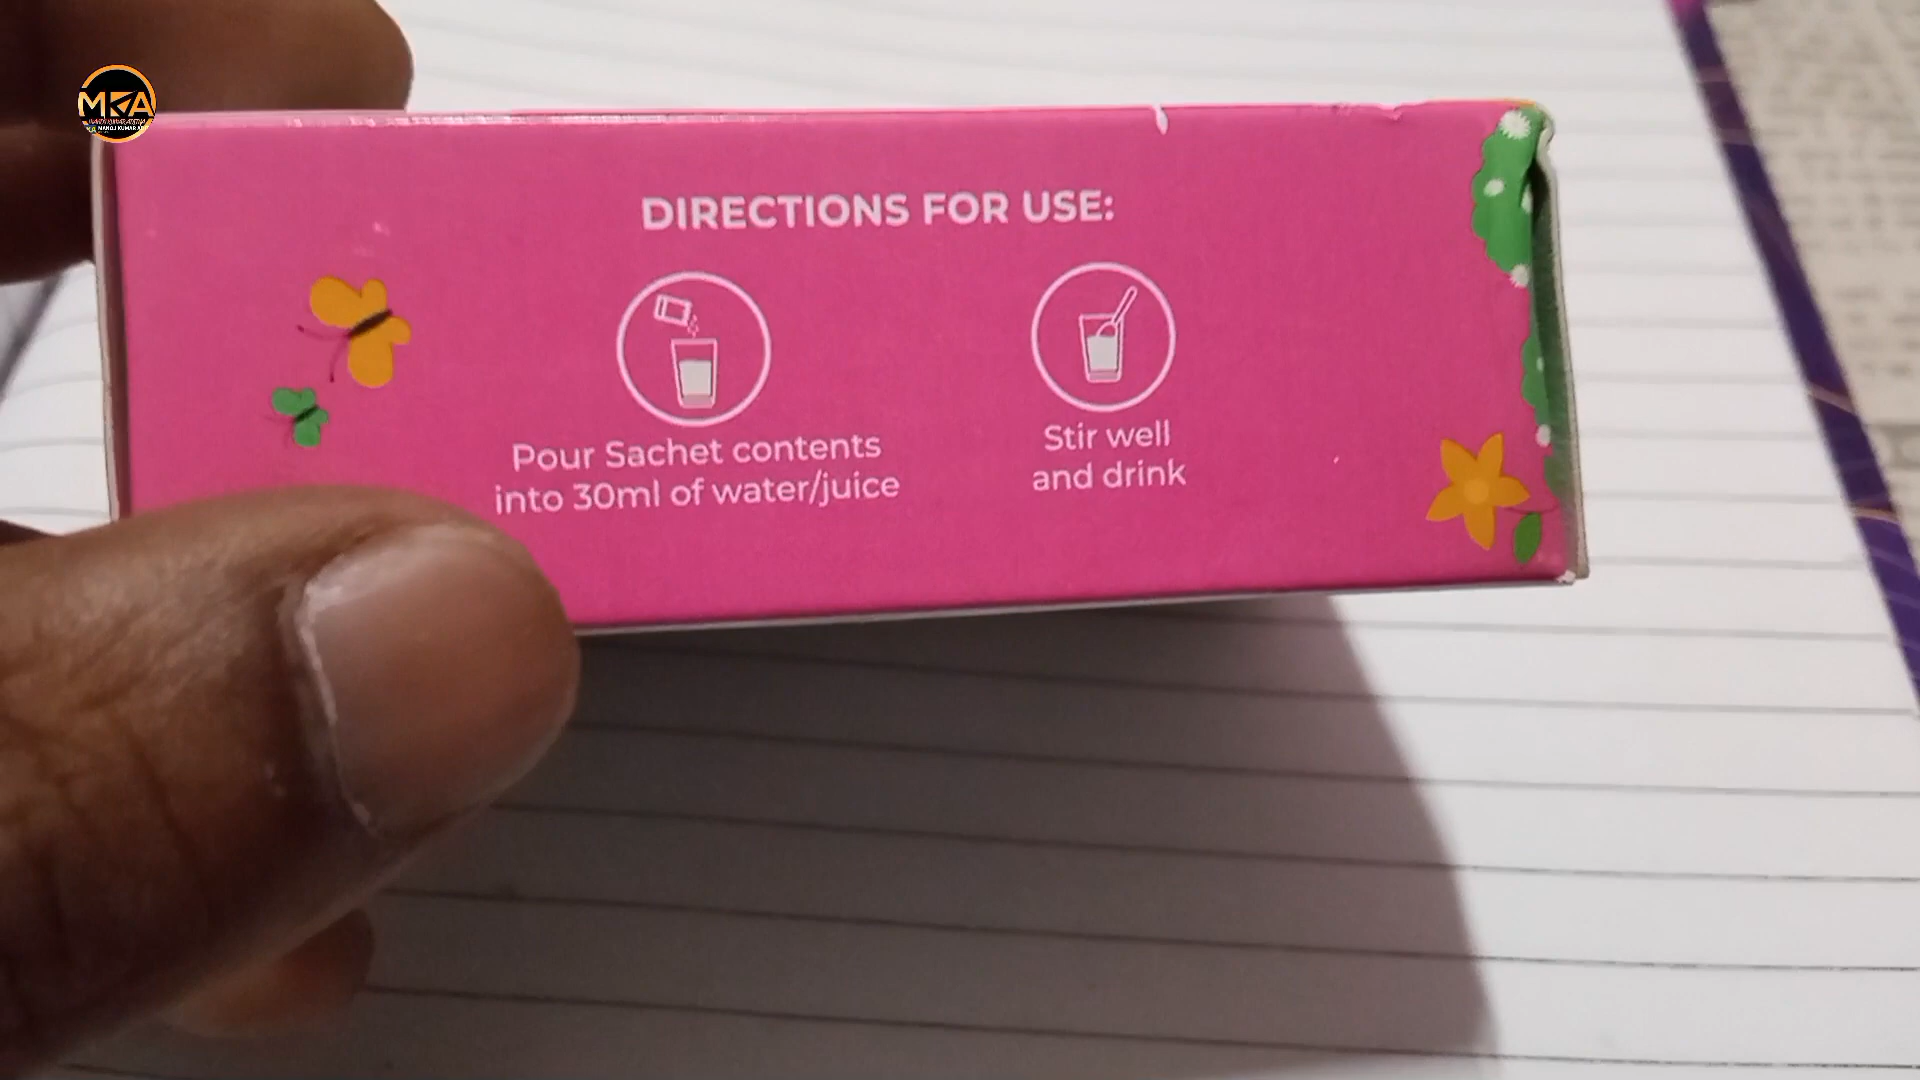 MKA
DIRECTIONS FOR USE:
Pour Sachet contents
into 30ml of water/juice
Stir well
and drink